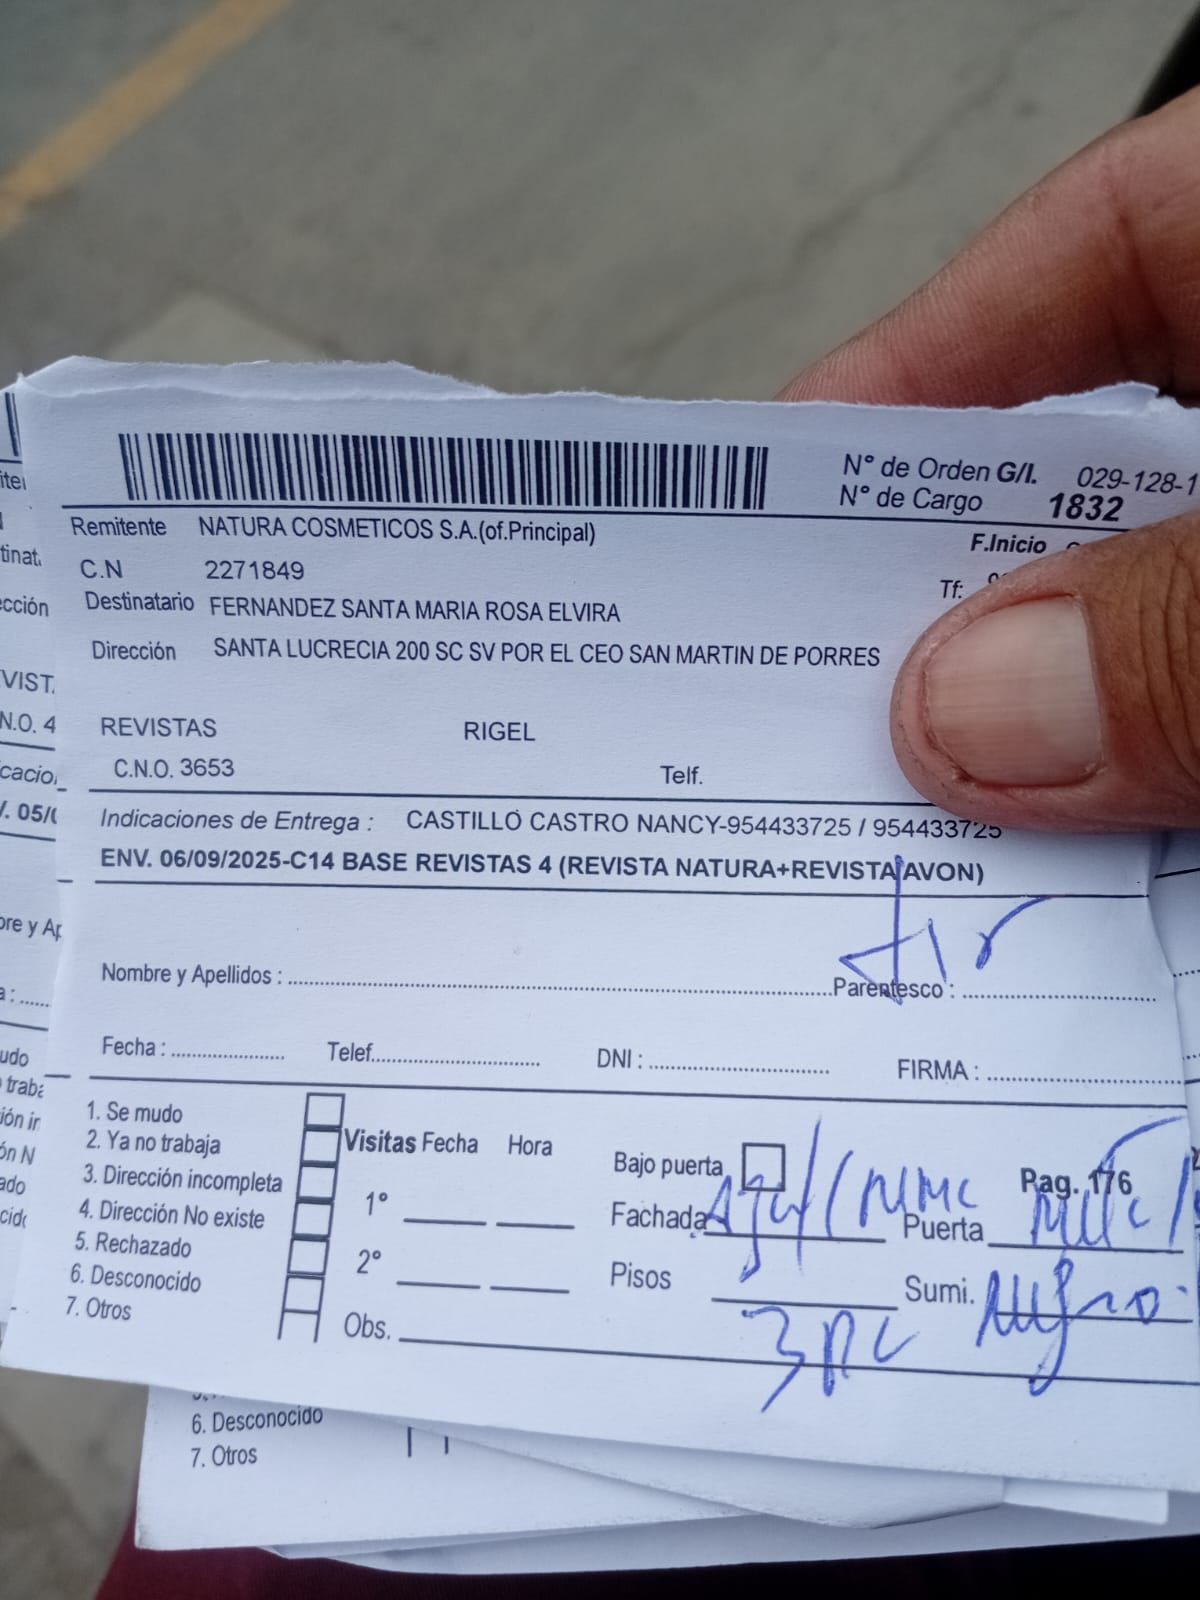 N° de Orden G/I. 029-128-1
N° de Cargo 1832
Remitente NATURA COSMETICOS S.A.(of.Principal)
F.Inicio
C.N 2271849
Tf:
Destinatario FERNANDEZ SANTA MARIA ROSA ELVIRA
Dirección SANTA LUCRECIA 200 SC SV POR EL CEO SAN MARTIN DE PORRES
REVISTAS RIGEL
C.N.O. 3653 Telf.
Indicaciones de Entrega : CASTILLO CASTRO NANCY-954433725 / 954433725
ENV. 06/09/2025-C14 BASE REVISTAS 4 (REVISTA NATURA+REVISTA AVON)
Nombre y Apellidos : Parentesco :
Fecha : Telef. DNI : FIRMA :
1. Se mudo
2. Ya no trabaja
3. Dirección incompleta
4. Dirección No existe
5. Rechazado
6. Desconocido
7. Otros
Visitas Fecha Hora
1°
2°
Obs.
Bajo puerta Pag. 176
Fachada Puerta
Pisos Sumi.
6. Desconocido
7. Otros